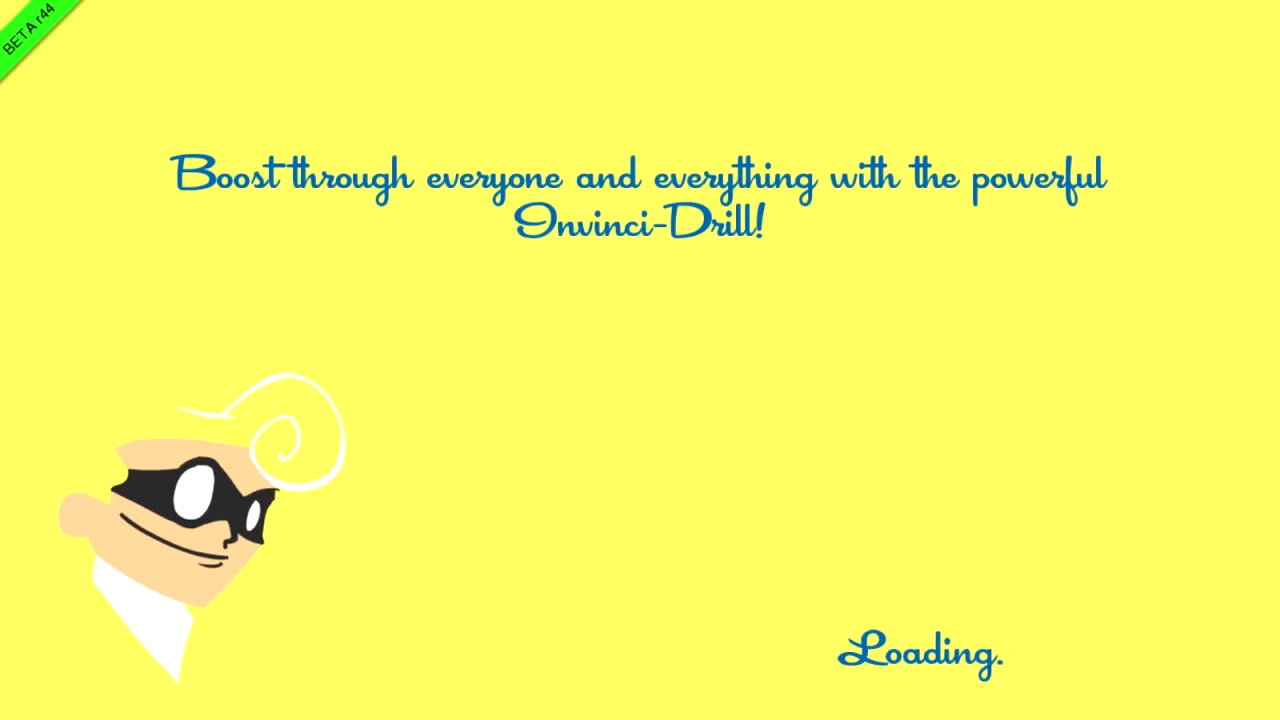 BETA r44
Boost through everyone and everything with the powerful
Invinci-Drill!
Loading.